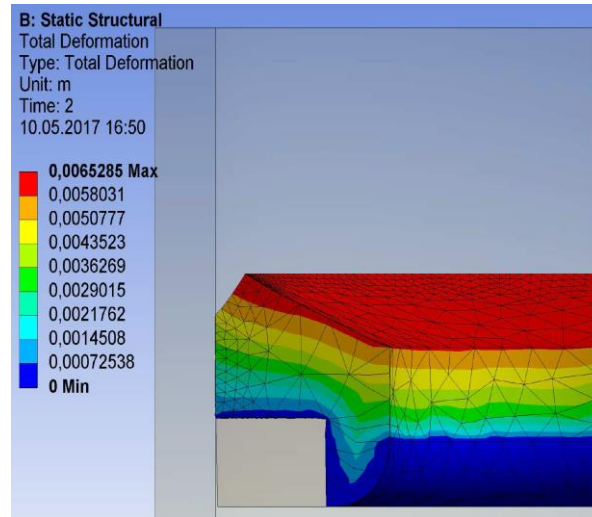 B: Static Structural
Total Deformation
Type: Total Deformation
Unit: m
Time: 2
10.05.2017 16:50
0,0065285 Max
0,0058031
0,0050777
0,0043523
0,0036269
0,0029015
0,0021762
0,0014508
0,00072538
0 Min